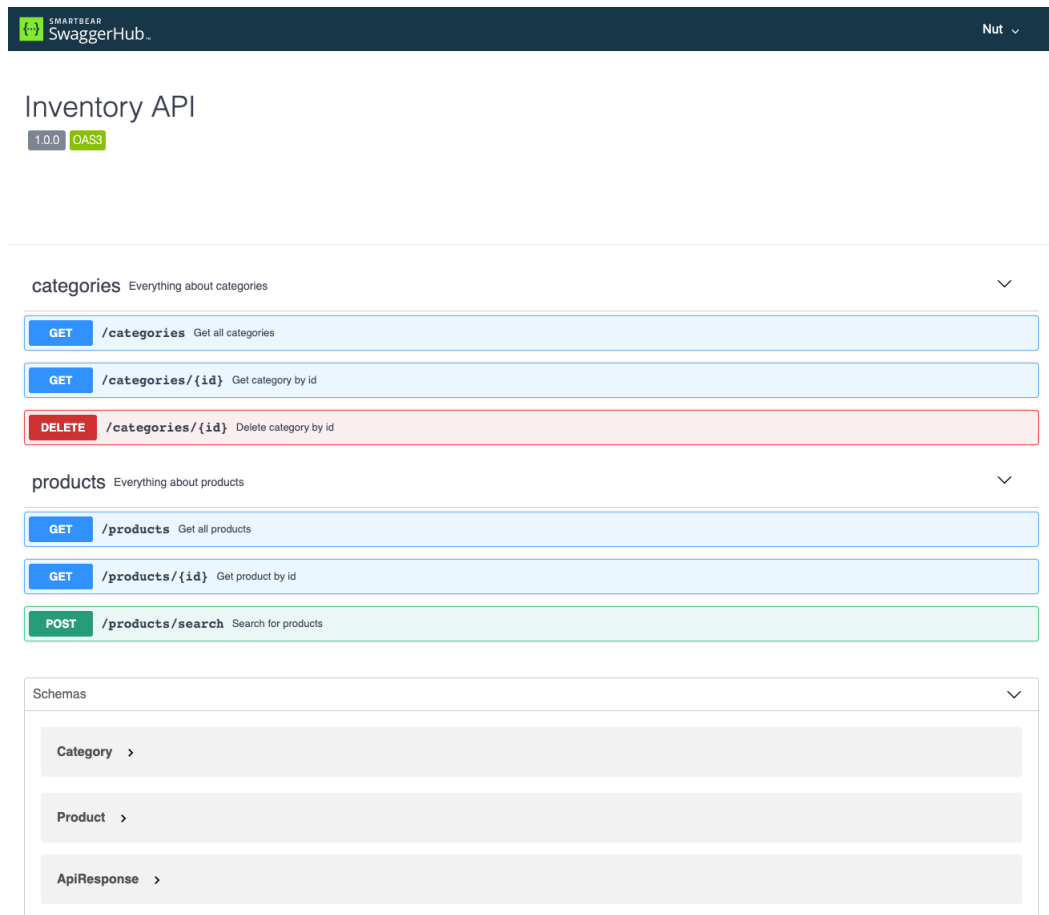 SMARTBEAR
{··} SwaggerHub™
Nut
Inventory API
1.0.0 OAS3
categories Everything about categories
GET /categories Get all categories
GET /categories/{id} Get category by id
DELETE /categories/{id} Delete category by id
products Everything about products
GET /products Get all products
GET /products/{id} Get product by id
POST /products/search Search for products
Schemas
Category
Product
ApiResponse